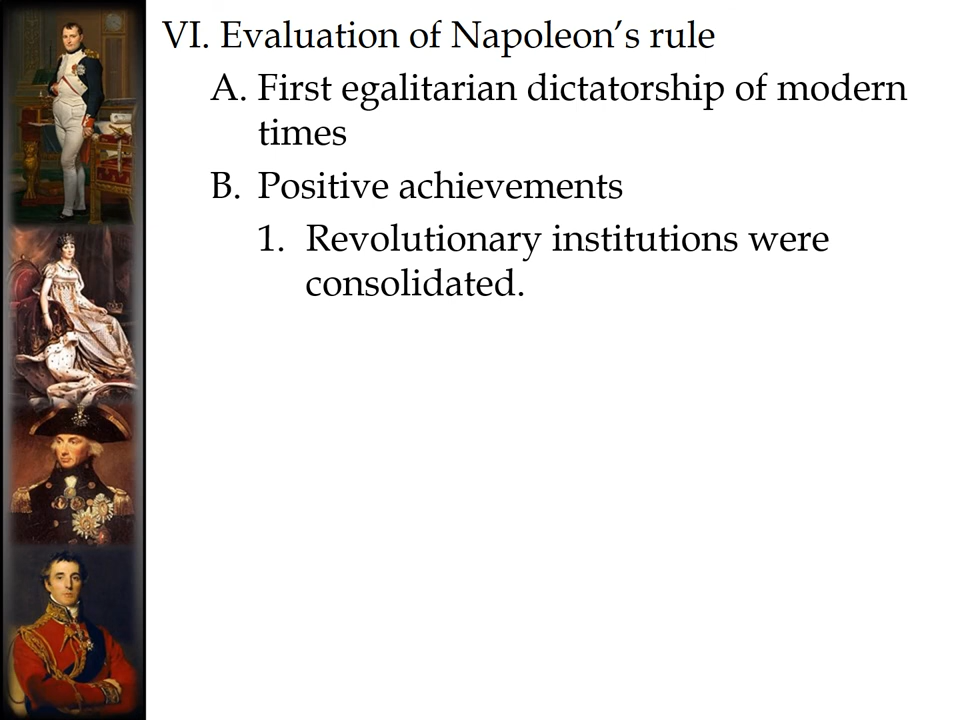 VI. Evaluation of Napoleon’s rule
A. First egalitarian dictatorship of modern
times
B. Positive achievements
1. Revolutionary institutions were
consolidated.